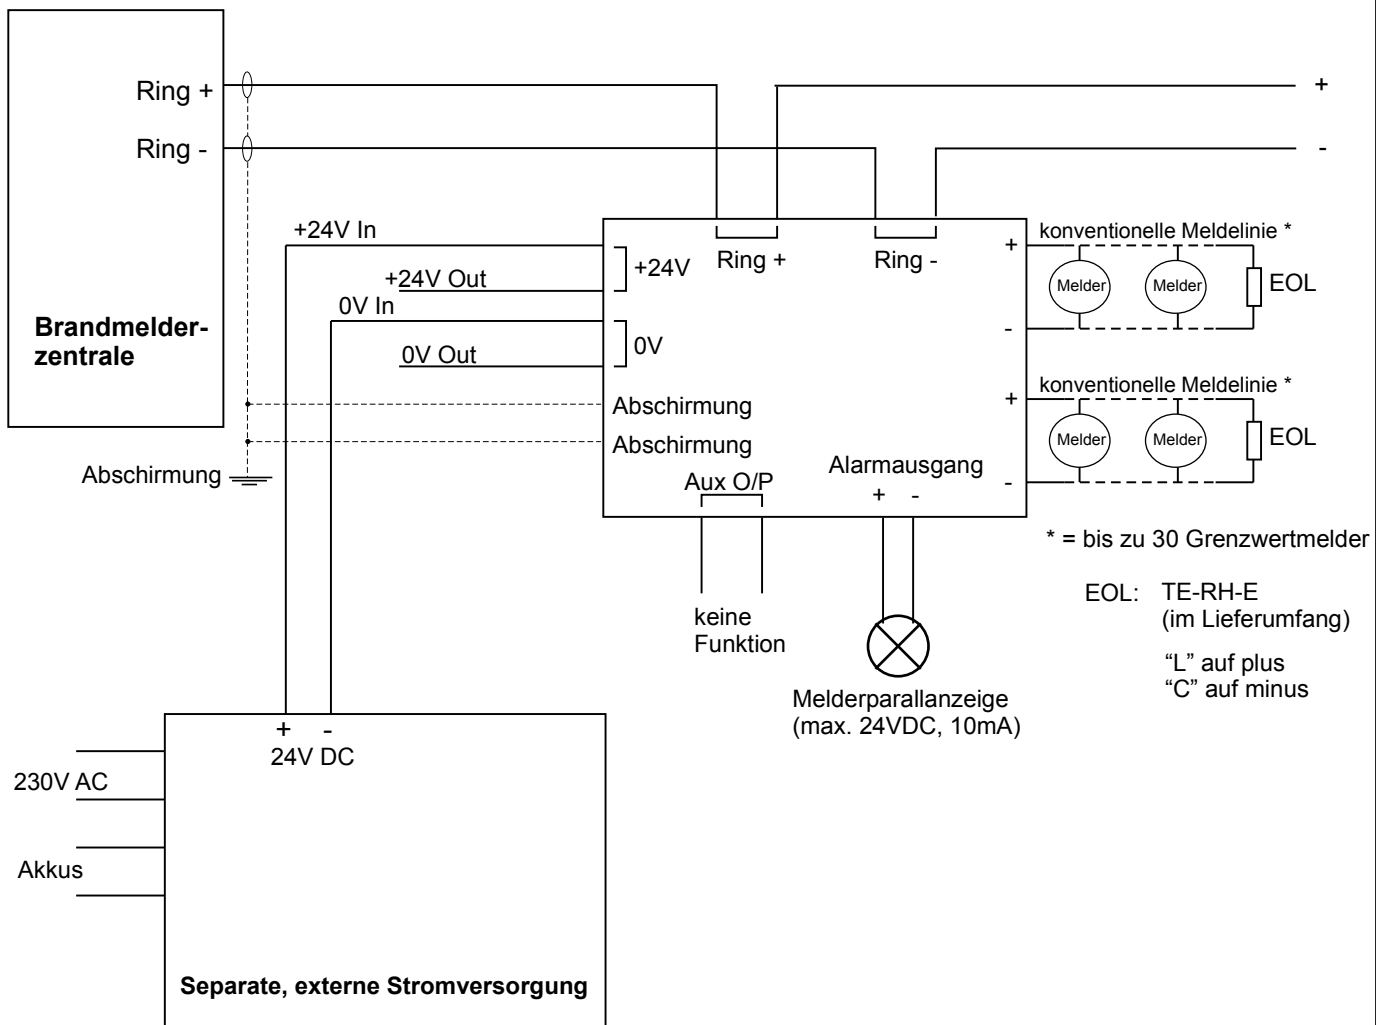 Ring +
+
Ring -
-
+24V In
+24V
Ring +
Ring -
+
konventionelle Meldelinie *
+24V Out
Melder
Melder
EOL
0V In
-
Brandmelder-
zentrale
0V Out
0V
konventionelle Meldelinie *
Abschirmung
+
Melder
Melder
EOL
Abschirmung
Alarmausgang
Abschirmung
Aux O/P
+ -
-
* = bis zu 30 Grenzwertmelder
EOL: TE-RH-E
(im Lieferumfang)
"L" auf plus
"C" auf minus
keine
Funktion
Melderparallanzeige
(max. 24VDC, 10mA)
+ -
24V DC
230V AC
Akkus
Separate, externe Stromversorgung